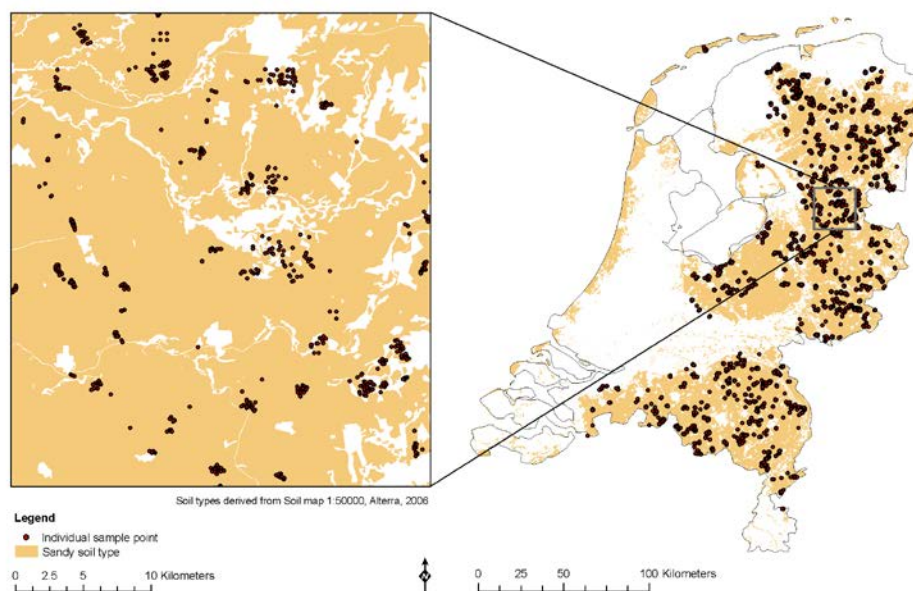 Soil types derived from Soil map 1:50000, Alterra, 2006
Legend
Individual sample point
Sandy soil type
0 2.5 5 10 Kilometers
N
0 25 50 100 Kilometers